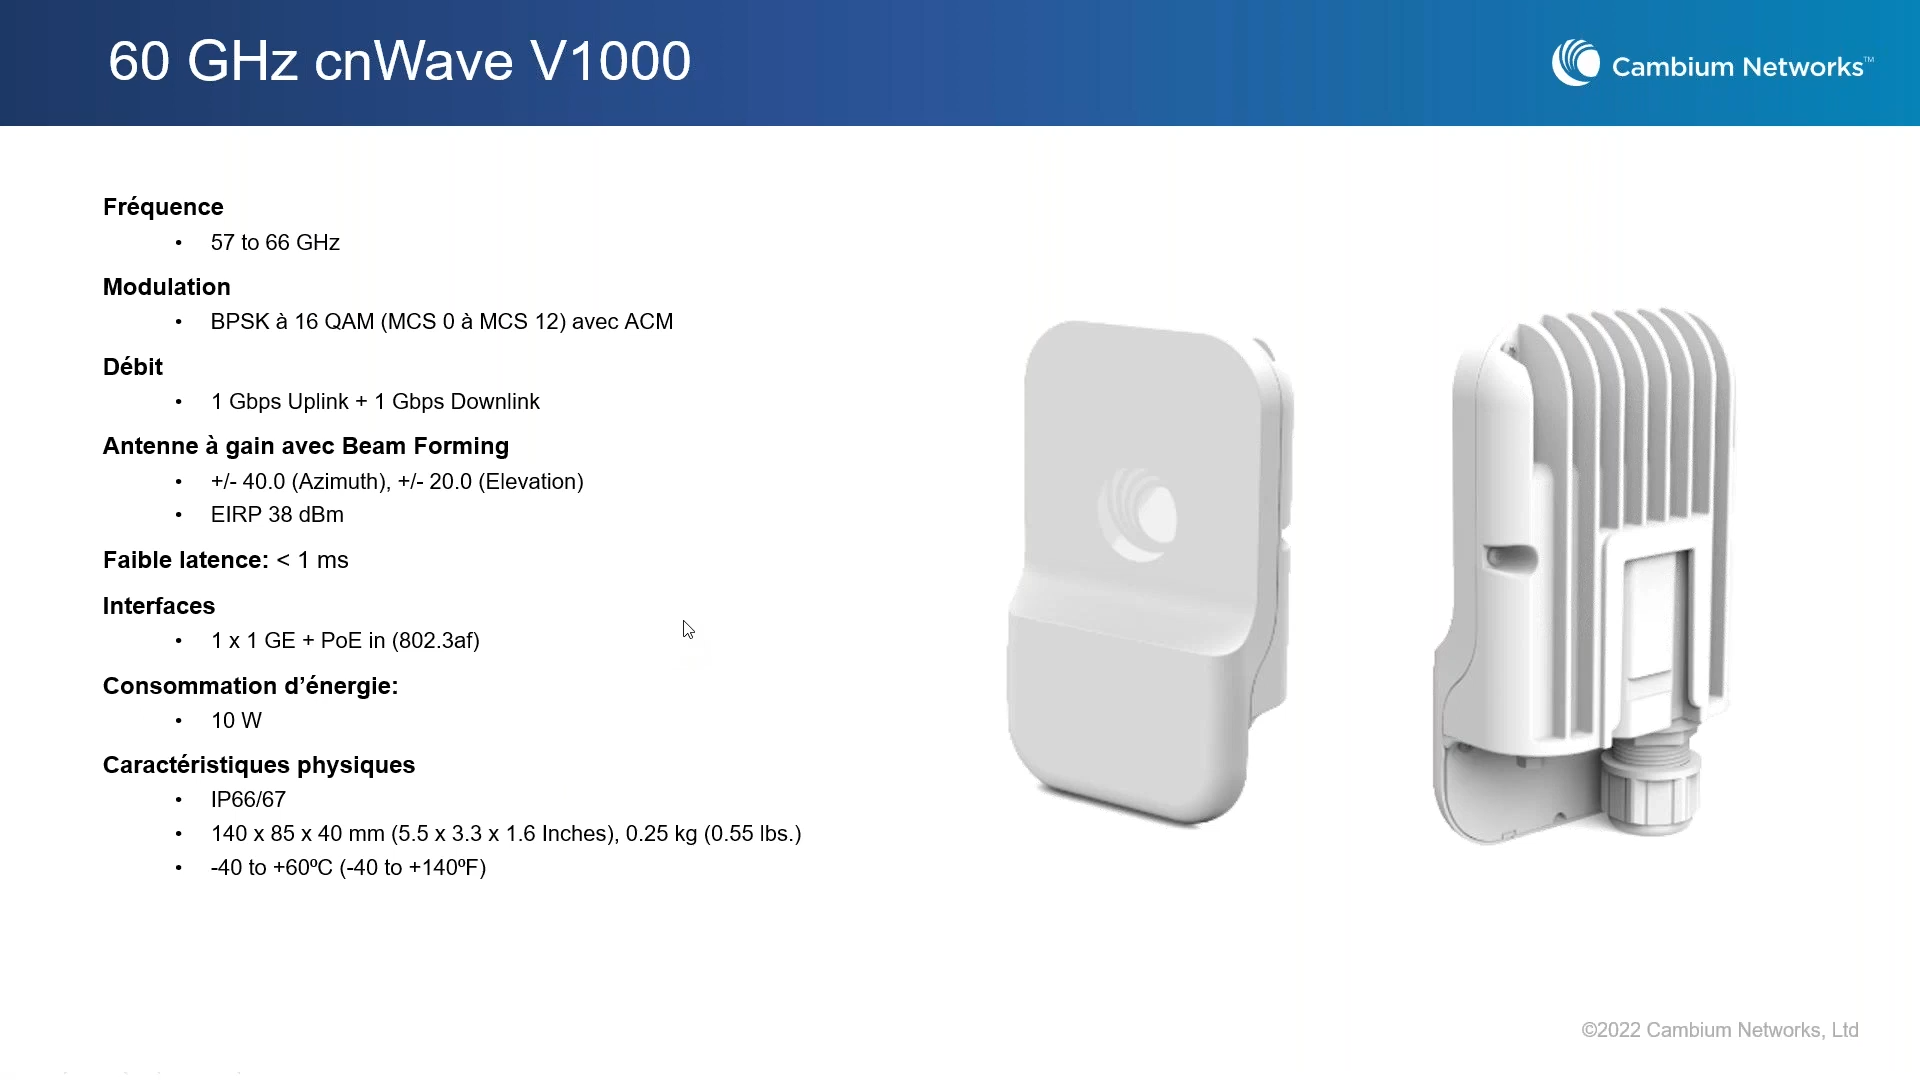 60 GHz cnWave V1000
Cambium Networks™
Fréquence
• 57 to 66 GHz
Modulation
• BPSK à 16 QAM (MCS 0 à MCS 12) avec ACM
Débit
• 1 Gbps Uplink + 1 Gbps Downlink
Antenne à gain avec Beam Forming
• +/- 40.0 (Azimuth), +/- 20.0 (Elevation)
• EIRP 38 dBm
Faible latence: < 1 ms
Interfaces
• 1 x 1 GE + PoE in (802.3af)
Consommation d’énergie:
• 10 W
Caractéristiques physiques
• IP66/67
• 140 x 85 x 40 mm (5.5 x 3.3 x 1.6 Inches), 0.25 kg (0.55 lbs.)
• -40 to +60ºC (-40 to +140ºF)
©2022 Cambium Networks, Ltd